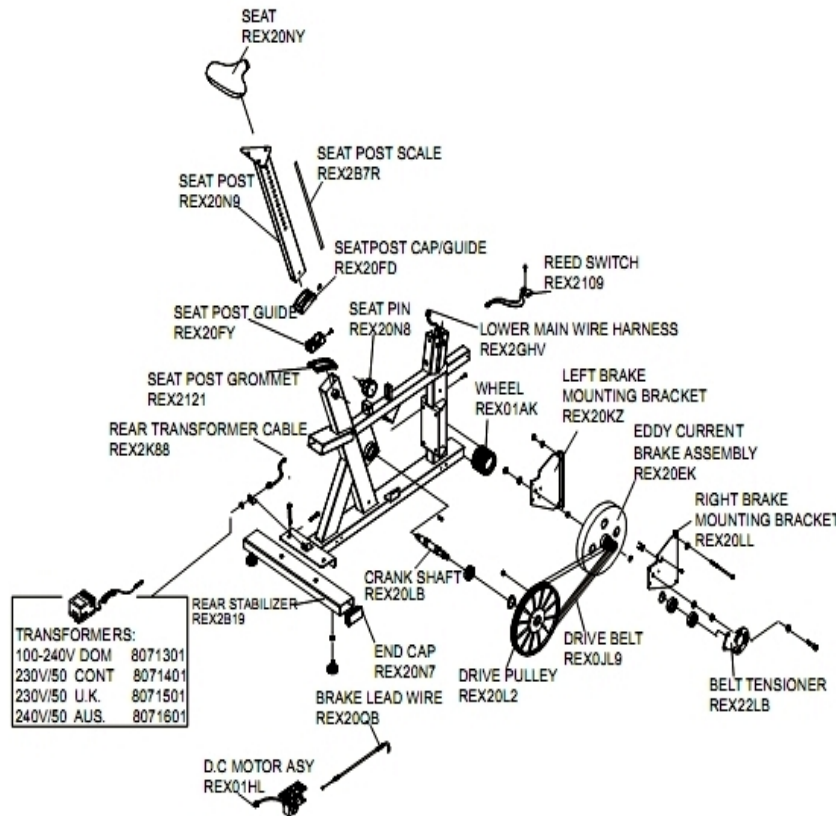 SEAT
REX20NY
SEAT POST SCALE
REX2B7R
SEAT POST
REX20N9
SEATPOST CAP/GUIDE
REX20FD
REED SWITCH
REX2109
SEAT POST GUIDE
REX20FY
SEAT PIN
REX20N8
LOWER MAIN WIRE HARNESS
REX2GHV
SEAT POST GROMMET
REX2121
WHEEL
REX01AK
LEFT BRAKE
MOUNTING BRACKET
REX20KZ
REAR TRANSFORMER CABLE
REX2K88
EDDY CURRENT
BRAKE ASSEMBLY
REX20EK
RIGHT BRAKE
MOUNTING BRACKET
REX20LL
CRANK SHAFT
REX20LB
REAR STABILIZER
REX2B19
TRANSFORMERS:
100-240V DOM 8071301
230V/50 CONT 8071401
230V/50 U.K. 8071501
240V/50 AUS. 8071601
END CAP
REX20N7
DRIVE BELT
REX0JL9
DRIVE PULLEY
REX20L2
BELT TENSIONER
REX22LB
BRAKE LEAD WIRE
REX20QB
D.C MOTOR ASY
REX01HL